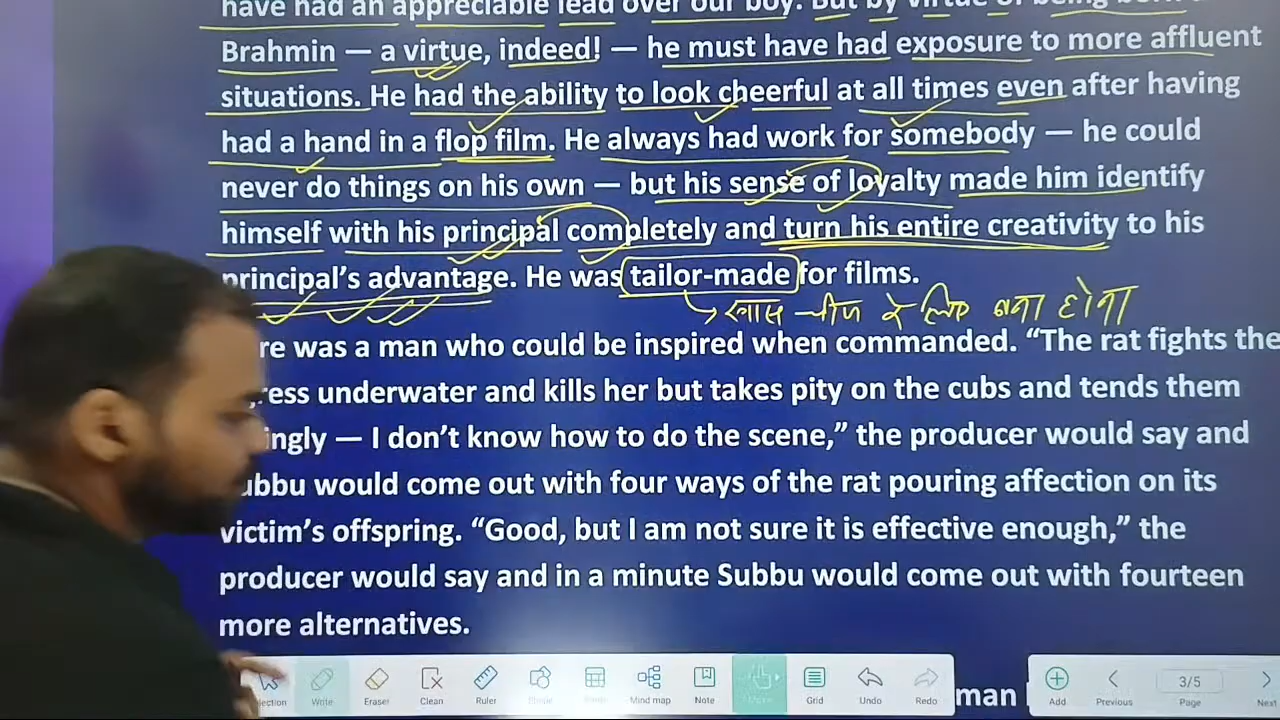 have had an appreciable lead over our boy. But by virtue of being born a
Brahmin — a virtue, indeed! — he must have had exposure to more affluent
situations. He had the ability to look cheerful at all times even after having
had a hand in a flop film. He always had work for somebody — he could
never do things on his own — but his sense of loyalty made him identify
himself with his principal completely and turn his entire creativity to his
principal's advantage. He was tailor-made for films.
खास चीज के लिए बना होना
re was a man who could be inspired when commanded. “The rat fights the
ress underwater and kills her but takes pity on the cubs and tends them
ingly — I don't know how to do the scene,” the producer would say and
ubbu would come out with four ways of the rat pouring affection on its
victim's offspring. “Good, but I am not sure it is effective enough,” the
producer would say and in a minute Subbu would come out with fourteen
more alternatives.
man
election Write Eraser Clean Ruler Shape Mind map Note More Grid Undo Redo
Add Previous 3/5 Page Next